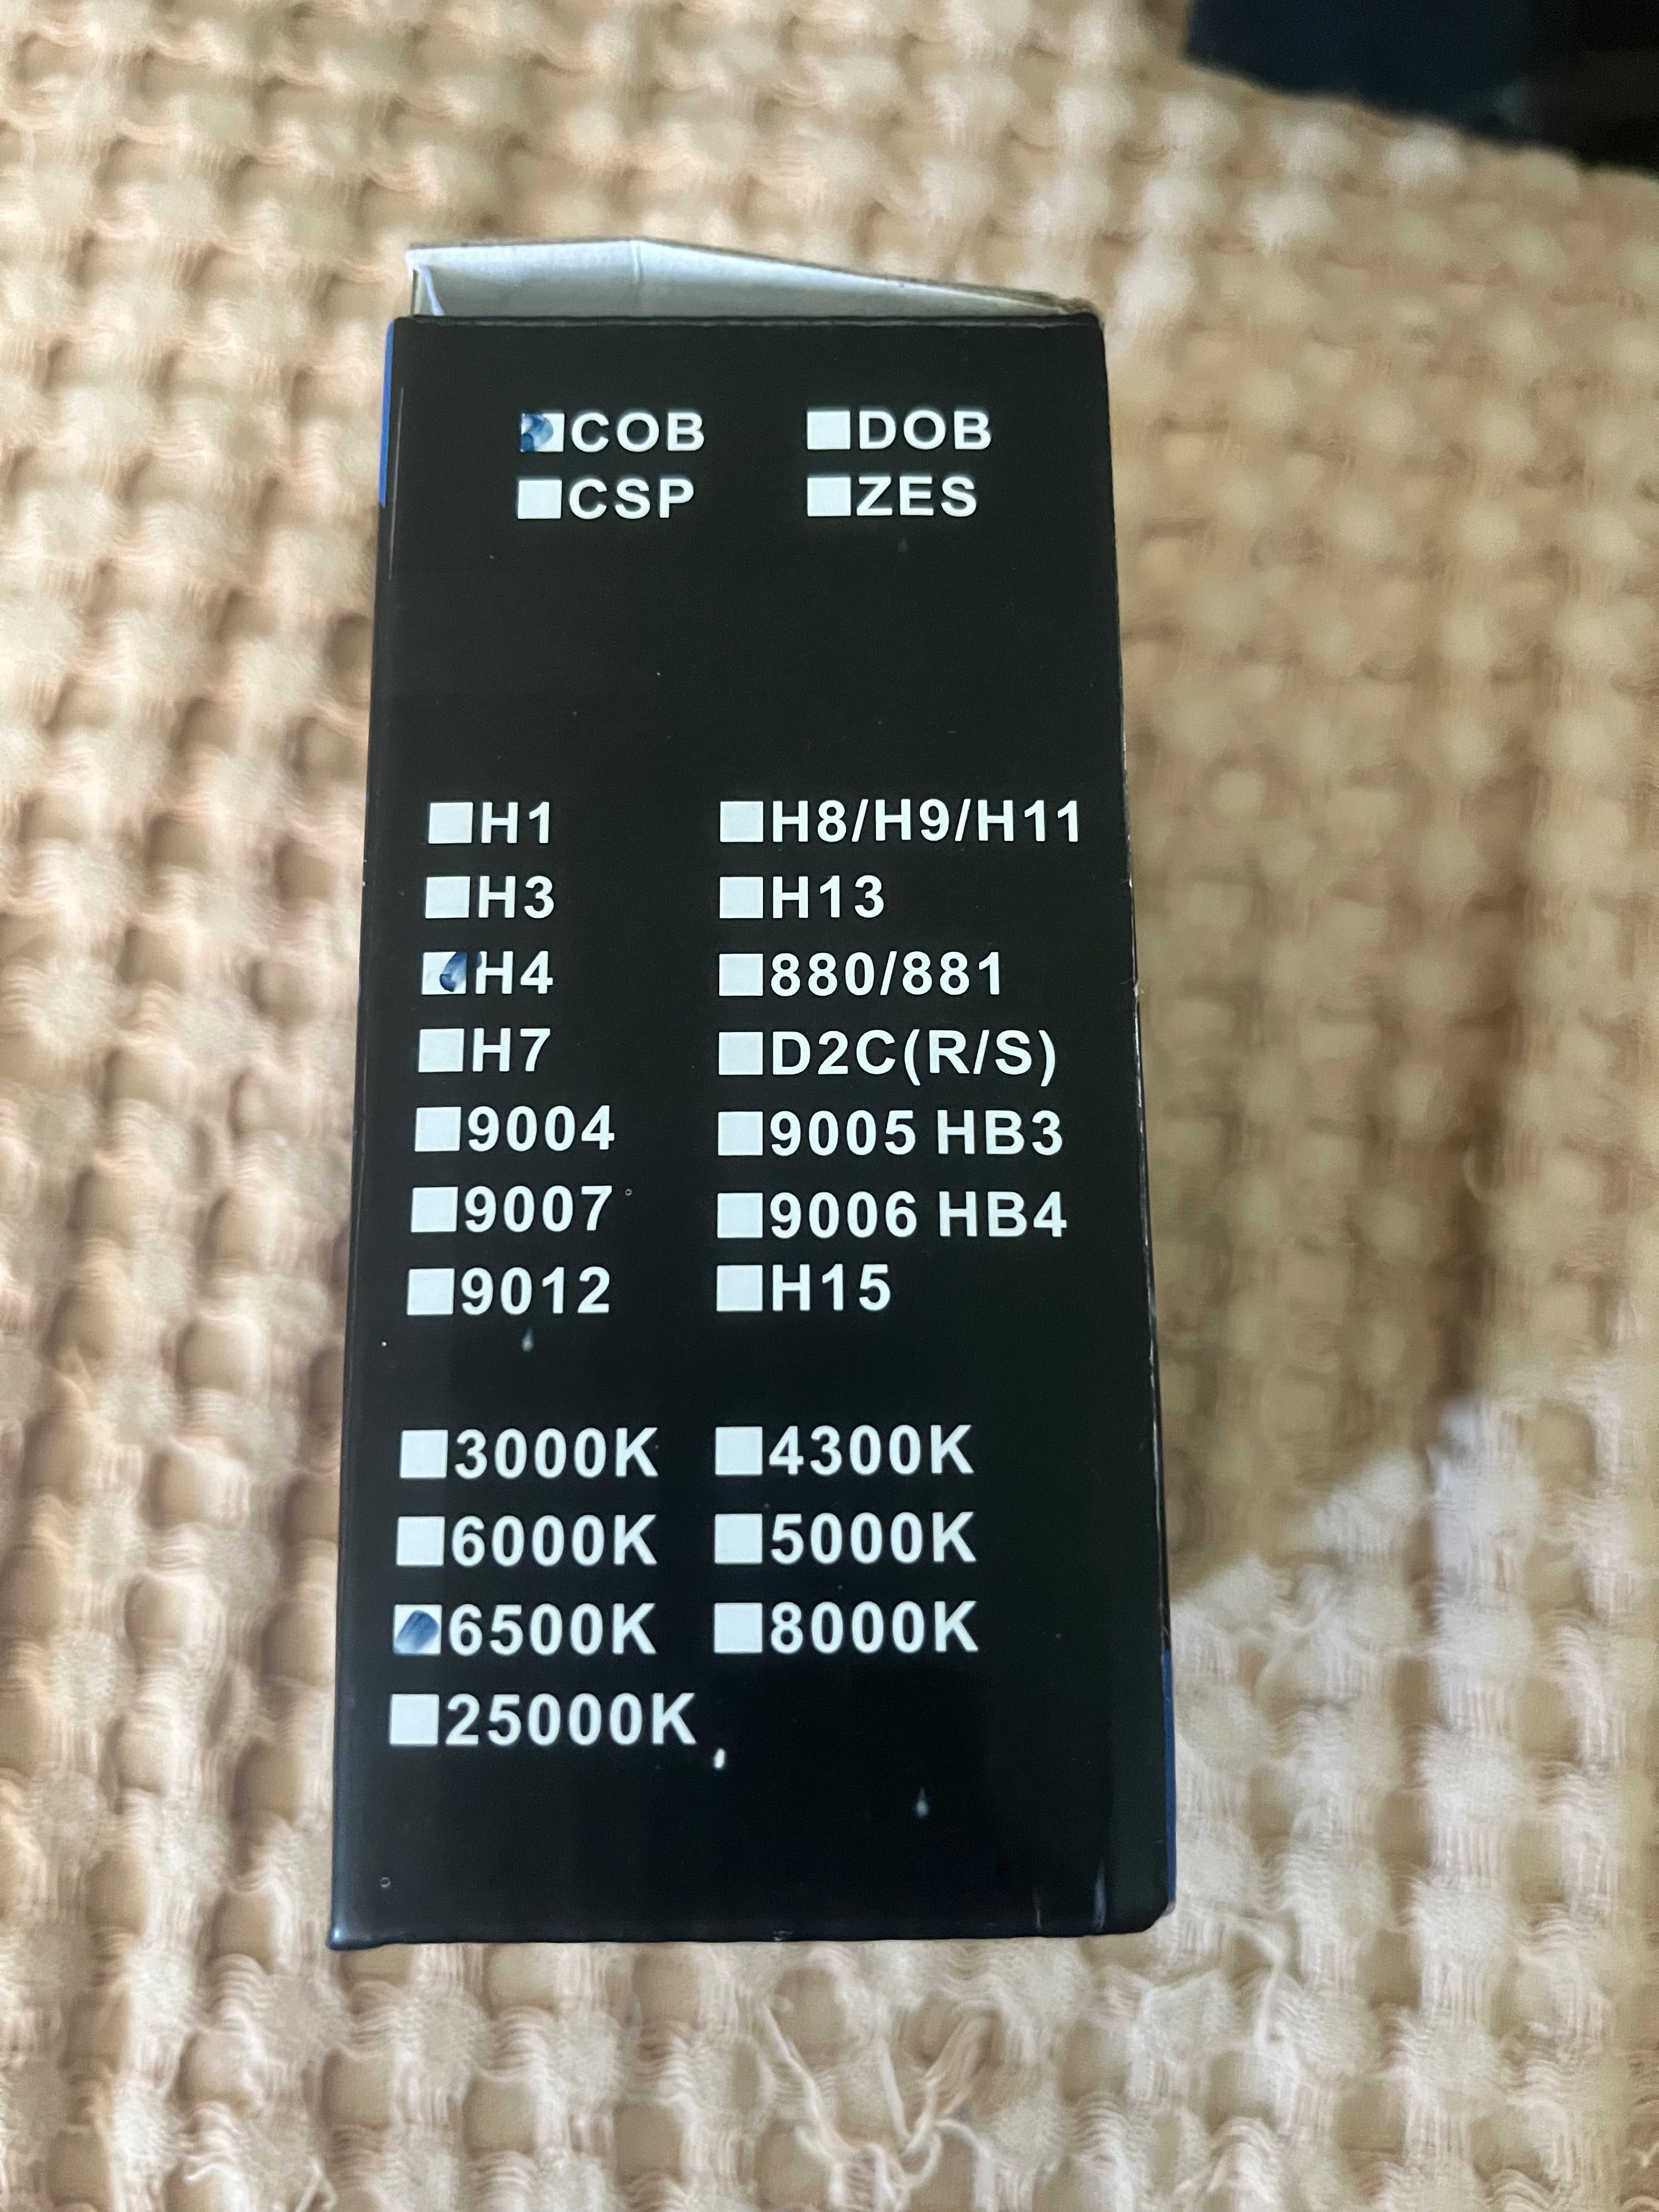 COB DOB
CSP ZES
H1 H8/H9/H11
H3 H13
H4 880/881
H7 D2C(R/S)
9004 9005 HB3
9007 9006 HB4
9012 H15
3000K 4300K
6000K 5000K
6500K 8000K
25000K